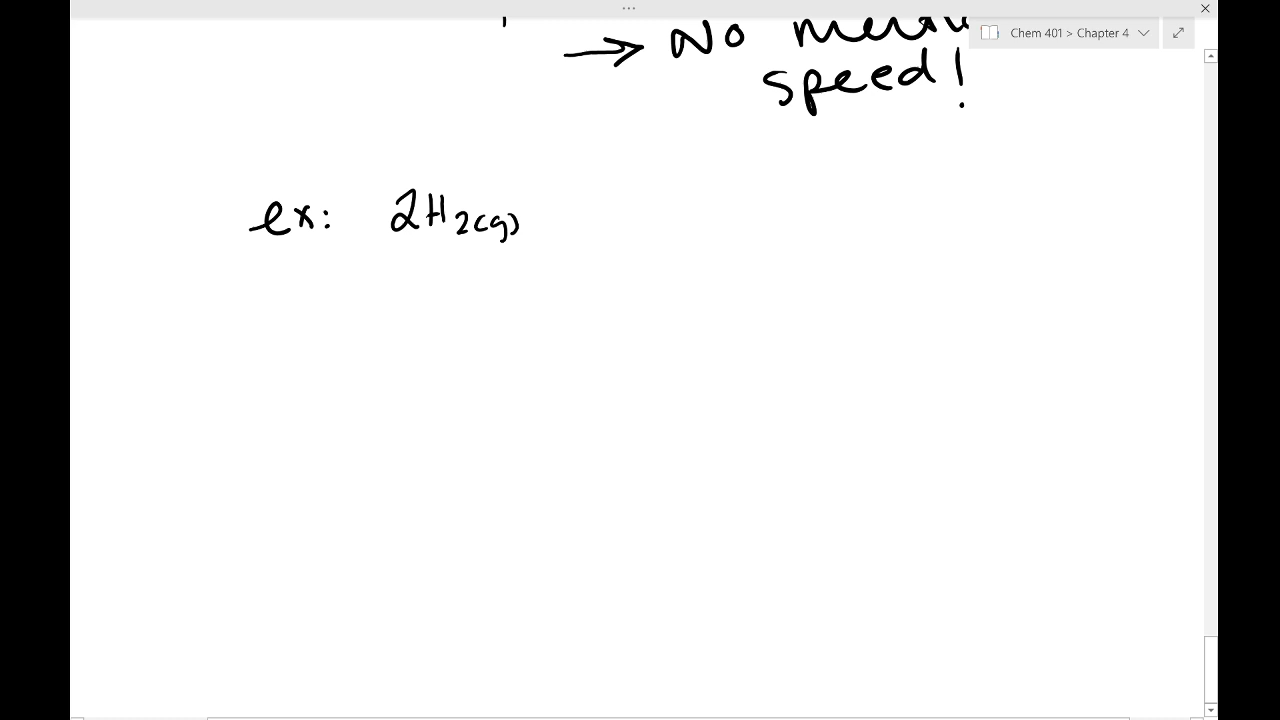 Chem 401 > Chapter 4
→ No
speed!
ex: 2H2(g)